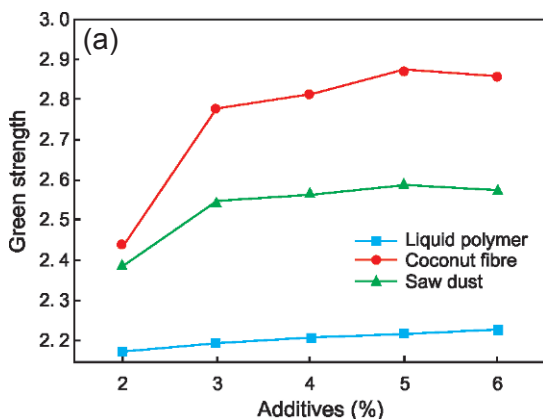 (a)
3. 0
2. 9
2. 8
2. 7
2. 6
2. 5
2. 4
2. 3
2. 2
Green strength
Liquid polymer
Coconut fibre
Saw dust
2 3 4 5 6
Additives (%)